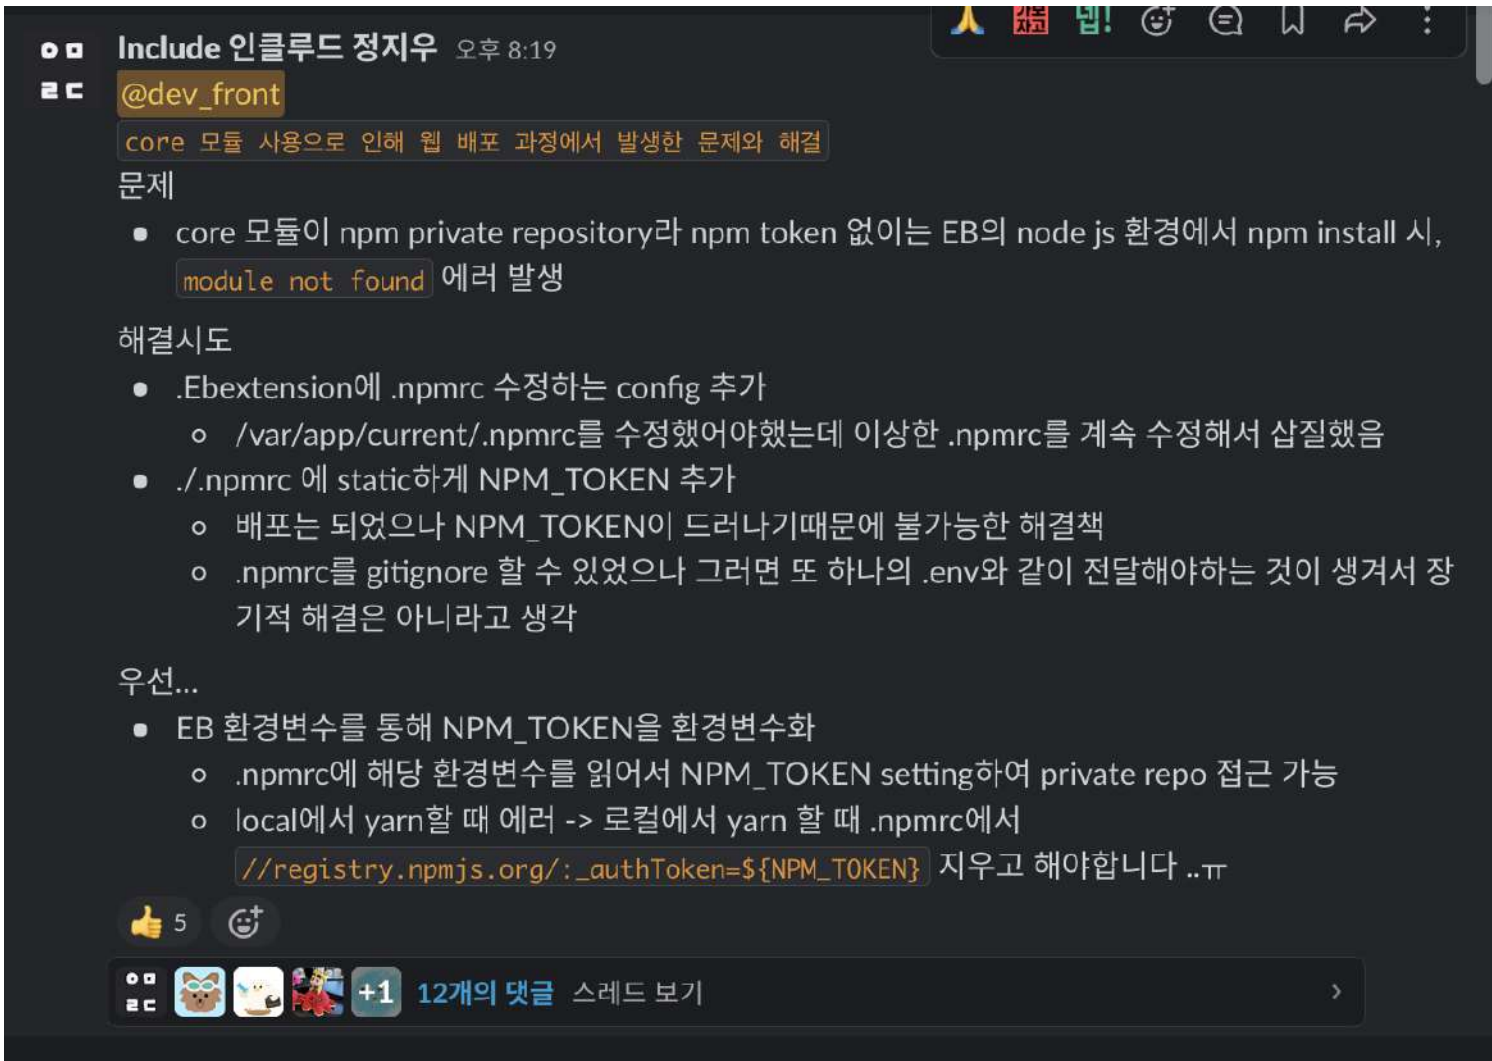 가보
자고
넵!
ㅇㅁ
ㄹㄷ
Include 인클루드 정지우 오후 8:19
@dev_front
core 모듈 사용으로 인해 웹 배포 과정에서 발생한 문제와 해결
문제
core 모듈이 npm private repository라 npm token 없이는 EB의 node js 환경에서 npm install 시,
module not found 에러 발생
해결시도
.Ebextension에 .npmrc 수정하는 config 추가
/var/app/current/.npmrc를 수정했어야했는데 이상한 .npmrc를 계속 수정해서 삽질했음
./.npmrc 에 static하게 NPM_TOKEN 추가
배포는 되었으나 NPM_TOKEN이 드러나기때문에 불가능한 해결책
.npmrc를 gitignore 할 수 있었으나 그러면 또 하나의 .env와 같이 전달해야하는 것이 생겨서 장
기적 해결은 아니라고 생각
우선...
EB 환경변수를 통해 NPM_TOKEN을 환경변수화
.npmrc에 해당 환경변수를 읽어서 NPM_TOKEN setting하여 private repo 접근 가능
local에서 yarn할 때 에러 -> 로컬에서 yarn 할 때 .npmrc에서
//registry.npmjs.org/:_authToken=${NPM_TOKEN} 지우고 해야합니다 ..ㅠ
5
ㅇㅁ
ㄹㄷ
+1 12개의 댓글 스레드 보기